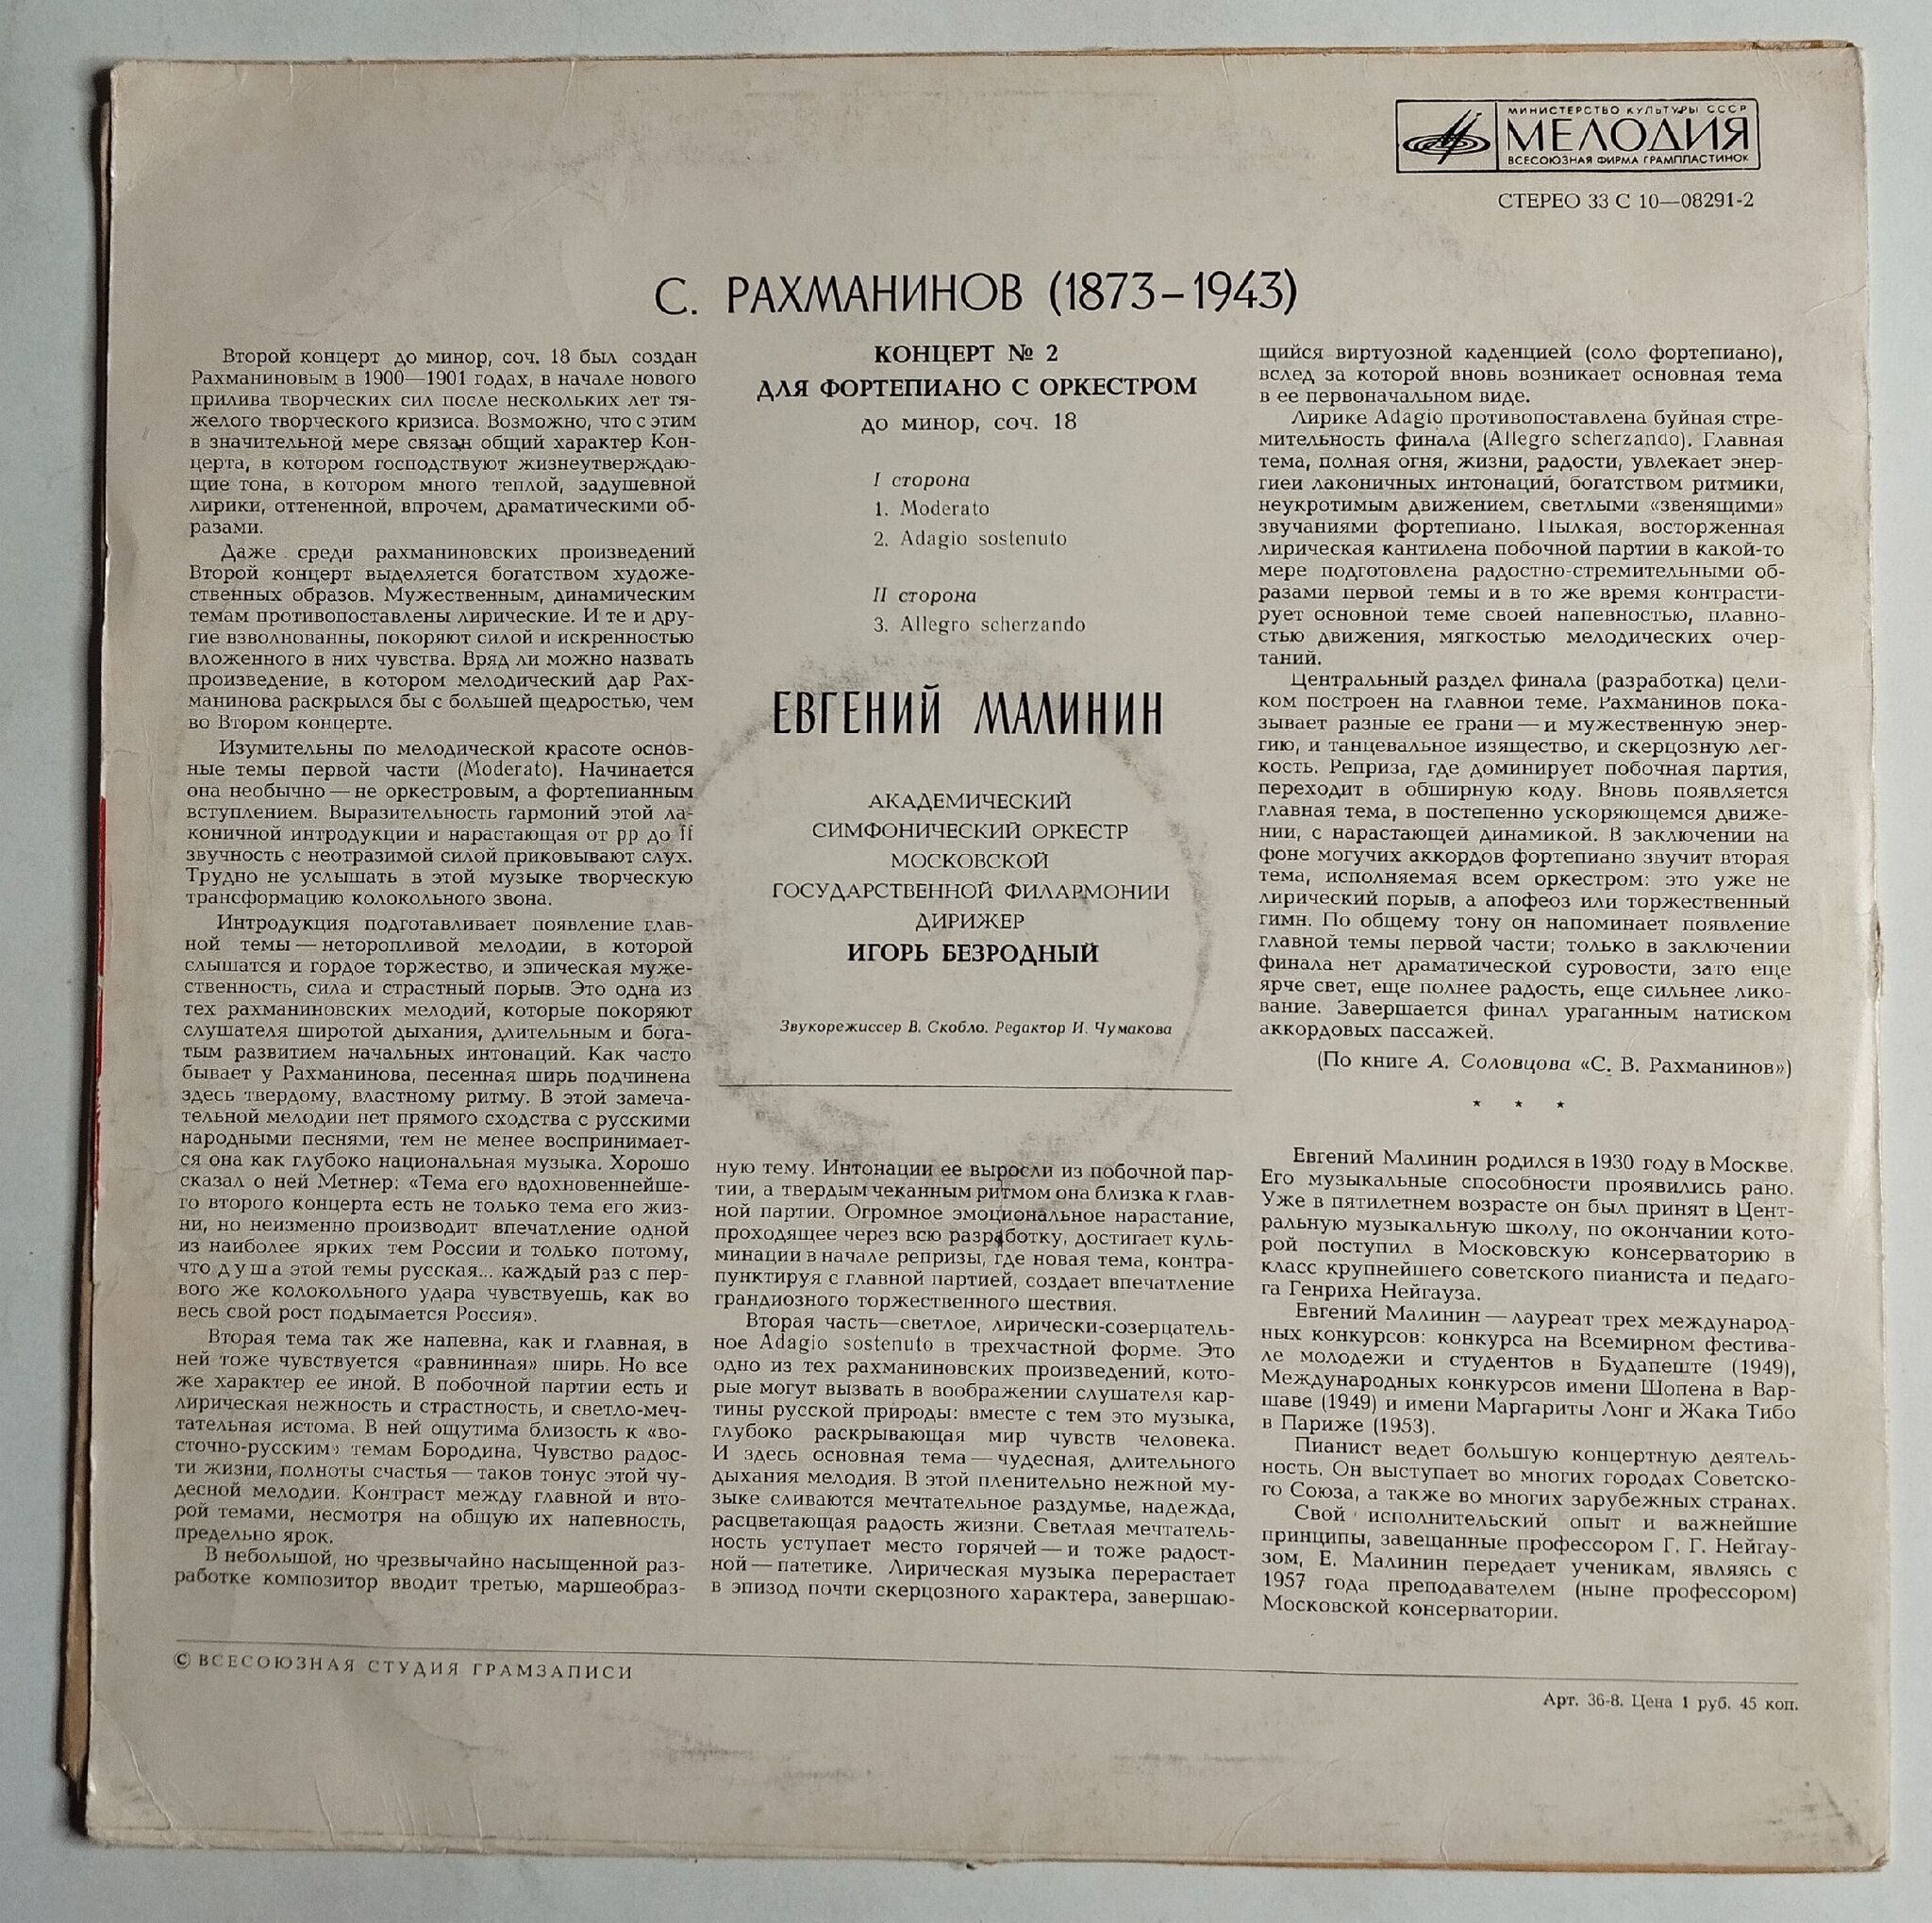 МИНИСТЕРСТВО КУЛЬТУРЫ СССР
МЕЛОДИЯ
ВСЕСОЮЗНАЯ ФИРМА ГРАМПЛАСТИНОК
СТЕРЕО 33 С 10—08291-2
С. РАХМАНИНОВ (1873–1943)
Второй концерт до минор, соч. 18 был создан
Рахманиновым в 1900—1901 годах, в начале нового
прилива творческих сил после нескольких лет тя-
желого творческого кризиса. Возможно, что с этим
в значительной мере связан общий характер Кон-
церта, в котором господствуют жизнеутверждаю-
щие тона, в котором много теплой, задушевной
лирики, оттененной, впрочем, драматическими об-
разами.
Даже среди рахманиновских произведений
Второй концерт выделяется богатством художе-
ственных образов. Мужественным, динамическим
темам противопоставлены лирические. И те и дру-
гие взволнованны, покоряют силой и искренностью
вложенного в них чувства. Вряд ли можно назвать
произведение, в котором мелодический дар Рах-
манинова раскрылся бы с большей щедростью, чем
во Втором концерте.
Изумительны по мелодической красоте основ-
ные темы первой части (Moderato). Начинается
она необычно — не оркестровым, а фортепианным
вступлением. Выразительность гармоний этой ла-
коничной интродукции и нарастающая от pp до ff
звучность с неотразимой силой приковывают слух.
Трудно не услышать в этой музыке творческую
трансформацию колокольного звона.
Интродукция подготавливает появление глав-
ной темы — неторопливой мелодии, в которой
слышатся и гордое торжество, и эпическая муже-
ственность, сила и страстный порыв. Это одна из
тех рахманиновских мелодий, которые покоряют
слушателя широтой дыхания, длительным и бога-
тым развитием начальных интонаций. Как часто
бывает у Рахманинова, песенная ширь подчинена
здесь твердому, властному ритму. В этой замеча-
тельной мелодии нет прямого сходства с русскими
народными песнями, тем не менее воспринимает-
ся она как глубоко национальная музыка. Хорошо
сказал о ней Метнер: «Тема его вдохновеннейше-
го второго концерта есть не только тема его жиз-
ни, но неизменно производит впечатление одной
из наиболее ярких тем России и только потому,
что душа этой темы русская... каждый раз с пер-
вого же колокольного удара чувствуешь, как во
весь свой рост подымается Россия».
Вторая тема так же напевна, как и главная, в
ней тоже чувствуется «равнинная» ширь. Но все
же характер ее иной. В побочной партии есть и
лирическая нежность и страстность, и светло-меч-
тательная истома. В ней ощутима близость к «во-
сточно-русским» темам Бородина. Чувство радос-
ти жизни, полноты счастья — таков тонус этой чу-
десной мелодии. Контраст между главной и вто-
рой темами, несмотря на общую их напевность,
предельно ярок.
В небольшой, но чрезвычайно насыщенной раз-
работке композитор вводит третью, маршеобраз-
КОНЦЕРТ № 2
ДЛЯ ФОРТЕПИАНО С ОРКЕСТРОМ
до минор, соч. 18
I сторона
1. Moderato
2. Adagio sostenuto
II сторона
3. Allegro scherzando
ЕВГЕНИЙ МАЛИНИН
АКАДЕМИЧЕСКИЙ
СИМФОНИЧЕСКИЙ ОРКЕСТР
МОСКОВСКОЙ
ГОСУДАРСТВЕННОЙ ФИЛАРМОНИИ
ДИРИЖЕР
ИГОРЬ БЕЗРОДНЫЙ
Звукорежиссер В. Скобло. Редактор И. Чумакова
ную тему. Интонации ее выросли из побочной пар-
тии, а твердым чеканным ритмом она близка к глав-
ной партии. Огромное эмоциональное нарастание,
проходящее через всю разработку, достигает куль-
минации в начале репризы, где новая тема, контра-
пунктируя с главной партией, создает впечатление
грандиозного торжественного шествия.
Вторая часть—светлое, лирически-созерцатель-
ное Adagio sostenuto в трехчастной форме. Это
одно из тех рахманиновских произведений, кото-
рые могут вызвать в воображении слушателя кар-
тины русской природы: вместе с тем это музыка,
глубоко раскрывающая мир чувств человека.
И здесь основная тема — чудесная, длительного
дыхания мелодия. В этой пленительно нежной му-
зыке сливаются мечтательное раздумье, надежда,
расцветающая радость жизни. Светлая мечтатель-
ность уступает место горячей — и тоже радост-
ной — патетике. Лирическая музыка перерастает
в эпизод почти скерцозного характера, завершаю-
щийся виртуозной каденцией (соло фортепиано),
вслед за которой вновь возникает основная тема
в ее первоначальном виде.
Лирике Adagio противопоставлена буйная стре-
мительность финала (Allegro scherzando). Главная
тема, полная огня, жизни, радости, увлекает энер-
гией лаконичных интонаций, богатством ритмики,
неукротимым движением, светлыми «звенящими»
звучаниями фортепиано. Пылкая, восторженная
лирическая кантилена побочной партии в какой-то
мере подготовлена радостно-стремительными об-
разами первой темы и в то же время контрасти-
рует основной теме своей напевностью, плавно-
стью движения, мягкостью мелодических очер-
таний.
Центральный раздел финала (разработка) цели-
ком построен на главной теме. Рахманинов пока-
зывает разные ее грани — и мужественную энер-
гию, и танцевальное изящество, и скерцозную лег-
кость. Реприза, где доминирует побочная партия,
переходит в обширную коду. Вновь появляется
главная тема, в постепенно ускоряющемся движе-
нии, с нарастающей динамикой. В заключении на
фоне могучих аккордов фортепиано звучит вторая
тема, исполняемая всем оркестром: это уже не
лирический порыв, а апофеоз или торжественный
гимн. По общему тону он напоминает появление
главной темы первой части; только в заключении
финала нет драматической суровости, зато еще
ярче свет, еще полнее радость, еще сильнее лико-
вание. Завершается финал ураганным натиском
аккордовых пассажей.
(По книге А. Соловцова «С. В. Рахманинов»)
* * *
Евгений Малинин родился в 1930 году в Москве.
Его музыкальные способности проявились рано.
Уже в пятилетнем возрасте он был принят в Цент-
ральную музыкальную школу, по окончании кото-
рой поступил в Московскую консерваторию в
класс крупнейшего советского пианиста и педаго-
га Генриха Нейгауза.
Евгений Малинин — лауреат трех международ-
ных конкурсов: конкурса на Всемирном фестива-
ле молодежи и студентов в Будапеште (1949),
Международных конкурсов имени Шопена в Вар-
шаве (1949) и имени Маргариты Лонг и Жака Тибо
в Париже (1953).
Пианист ведет большую концертную деятель-
ность. Он выступает во многих городах Советско-
го Союза, а также во многих зарубежных странах.
Свой исполнительский опыт и важнейшие
принципы, завещанные профессором Г. Г. Нейгау-
зом, Е. Малинин передает ученикам, являясь с
1957 года преподавателем (ныне профессором)
Московской консерватории.
© ВСЕСОЮЗНАЯ СТУДИЯ ГРАМЗАПИСИ
Арт. 36-8. Цена 1 руб. 45 коп.